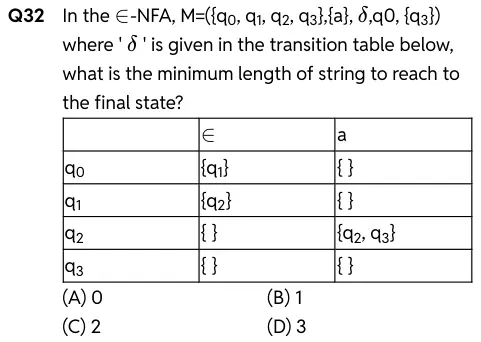 Q32 In the ∈-NFA, M=({q₀, q₁, q₂, q₃},{a}, δ,q0, {q₃})
where ' δ ' is given in the transition table below,
what is the minimum length of string to reach to
the final state?
∈ a
q₀ {q₁} { }
q₁ {q₂} { }
q₂ { } {q₂, q₃}
q₃ { } { }
(A) 0 (B) 1
(C) 2 (D) 3